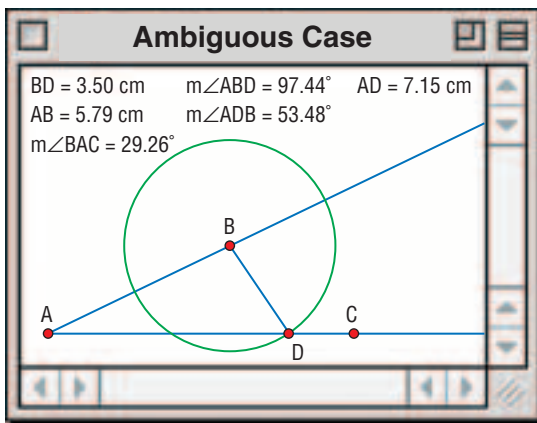 Ambiguous Case
BD = 3.50 cm m∠ABD = 97.44˚ AD = 7.15 cm
AB = 5.79 cm m∠ADB = 53.48˚
m∠BAC = 29.26˚
B
A
C
D